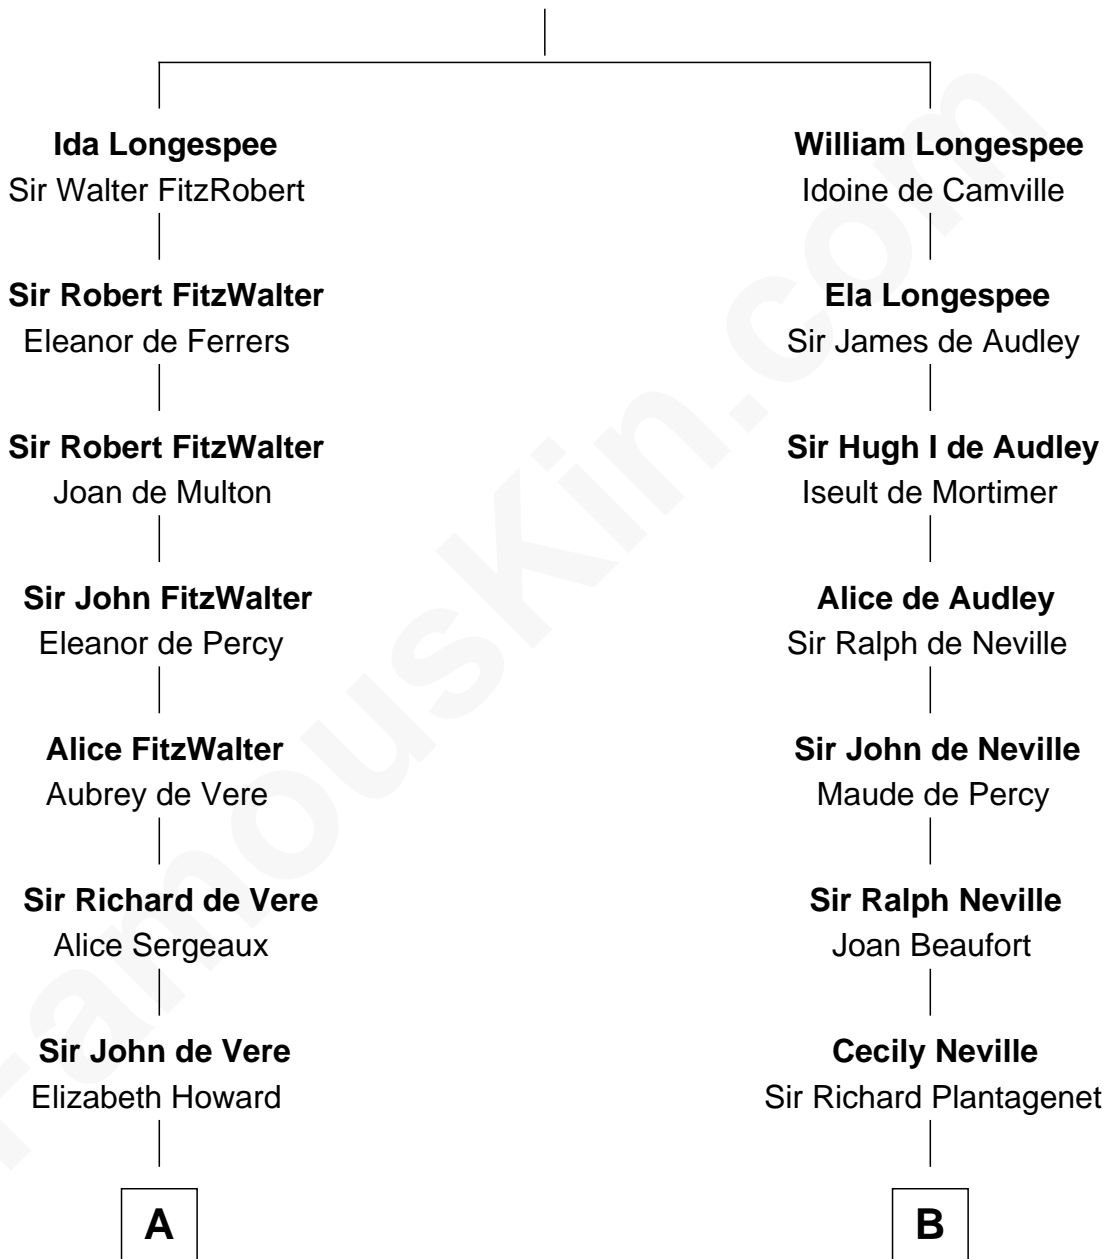 Ida Longespee
Sir Walter FitzRobert
William Longespee
Idoine de Camville
Sir Robert FitzWalter
Eleanor de Ferrers
Ela Longespee
Sir James de Audley
Sir Robert FitzWalter
Joan de Multon
Sir Hugh I de Audley
Iseult de Mortimer
Sir John FitzWalter
Eleanor de Percy
Alice de Audley
Sir Ralph de Neville
Alice FitzWalter
Aubrey de Vere
Sir John de Neville
Maude de Percy
Sir Richard de Vere
Alice Sergeaux
Sir Ralph Neville
Joan Beaufort
Sir John de Vere
Elizabeth Howard
Cecily Neville
Sir Richard Plantagenet
A
B
FamousKin.com